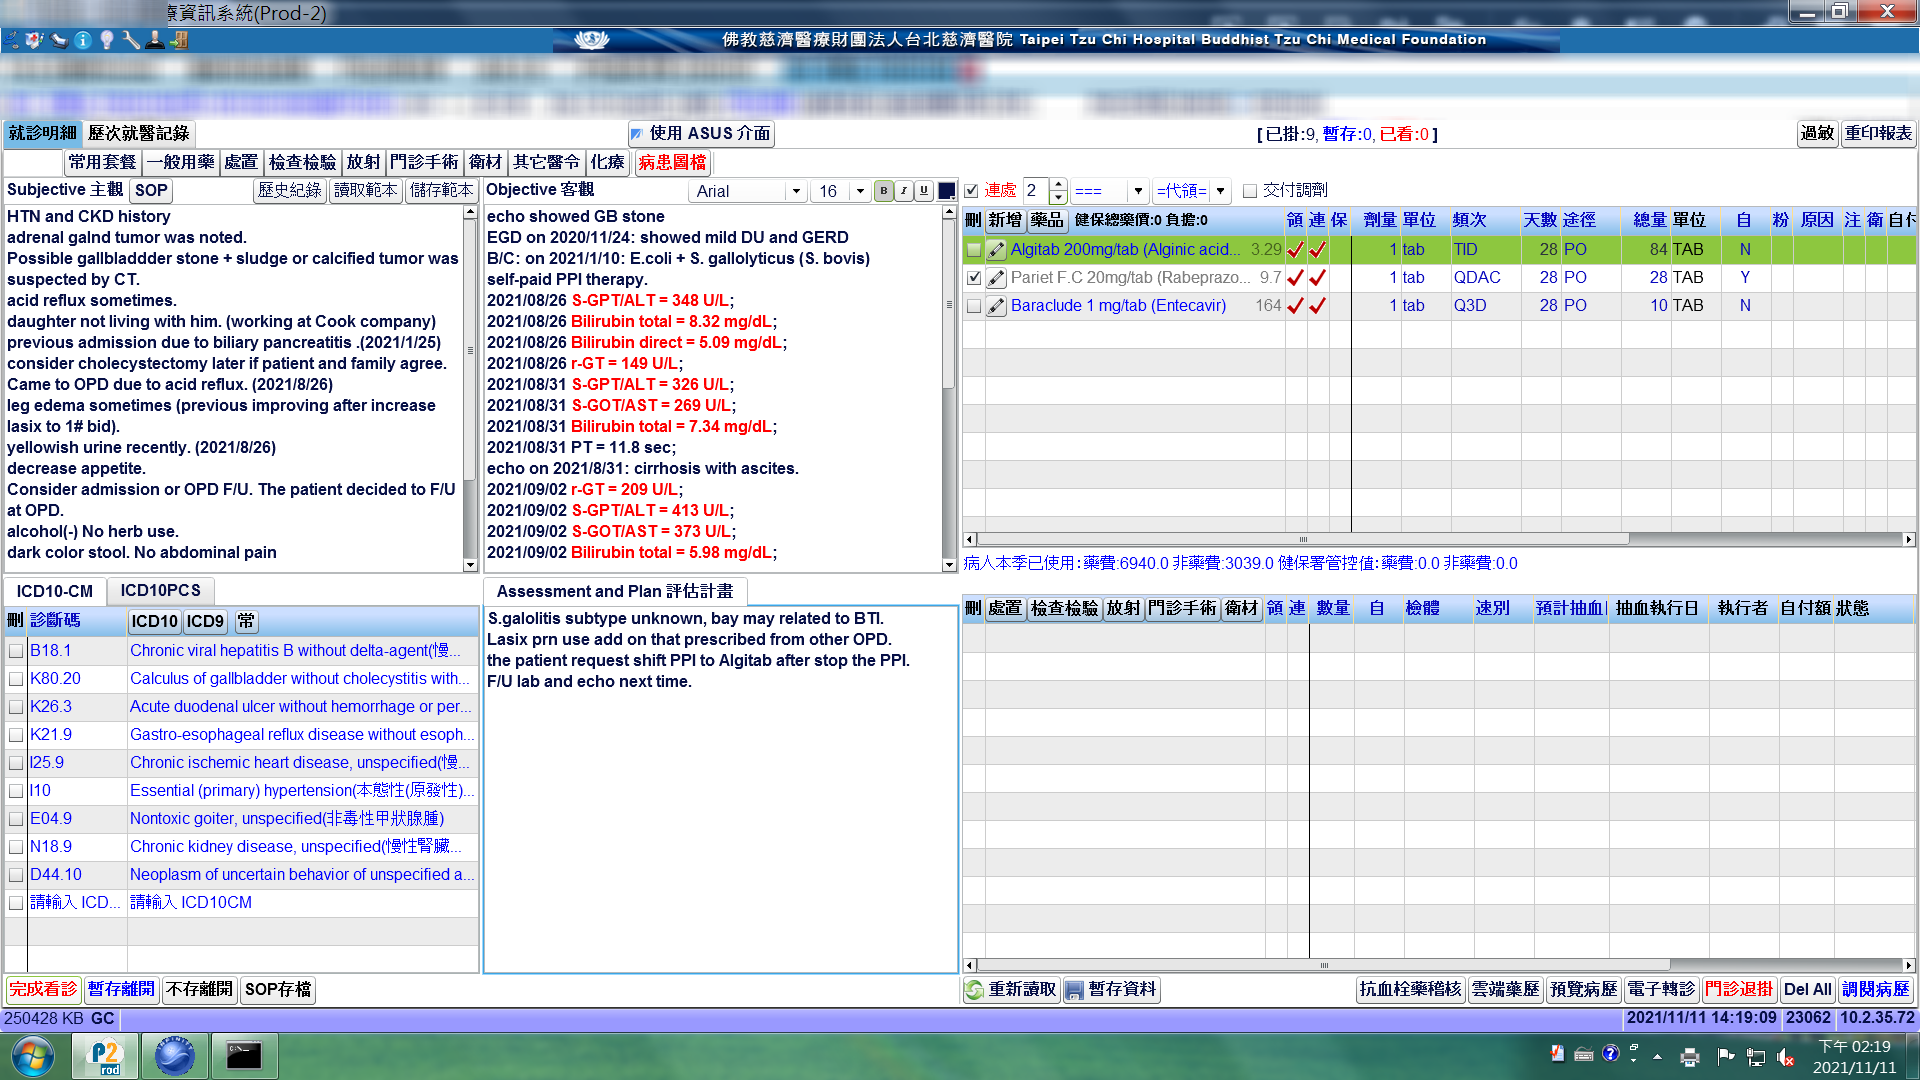 療資訊系統(Prod-2)
佛教慈濟醫療財團法人台北慈濟醫院 Taipei Tzu Chi Hospital Buddhist Tzu Chi Medical Foundation
就診明細 歷次就醫記錄
使用 ASUS 介面
[ 已掛:9, 暫存:0, 已看:0 ]
過敏 重印報表
常用套餐 一般用藥 處置 檢查檢驗 放射 門診手術 衛材 其它醫令 化療 病患圖檔
Subjective 主觀 SOP 歷史紀錄 讀取範本 儲存範本
HTN and CKD history
adrenal galnd tumor was noted.
Possible gallbladdder stone + sludge or calcified tumor was
suspected by CT.
acid reflux sometimes.
daughter not living with him. (working at Cook company)
previous admission due to biliary pancreatitis .(2021/1/25)
consider cholecystectomy later if patient and family agree.
Came to OPD due to acid reflux. (2021/8/26)
leg edema sometimes (previous improving after increase
lasix to 1# bid).
yellowish urine recently. (2021/8/26)
decrease appetite.
Consider admission or OPD F/U. The patient decided to F/U
at OPD.
alcohol(-) No herb use.
dark color stool. No abdominal pain
Objective 客觀 Arial 16 B I U
echo showed GB stone
EGD on 2020/11/24: showed mild DU and GERD
B/C: on 2021/1/10: E.coli + S. gallolyticus (S. bovis)
self-paid PPI therapy.
2021/08/26 S-GPT/ALT = 348 U/L;
2021/08/26 Bilirubin total = 8.32 mg/dL;
2021/08/26 Bilirubin direct = 5.09 mg/dL;
2021/08/26 r-GT = 149 U/L;
2021/08/31 S-GPT/ALT = 326 U/L;
2021/08/31 S-GOT/AST = 269 U/L;
2021/08/31 Bilirubin total = 7.34 mg/dL;
2021/08/31 PT = 11.8 sec;
echo on 2021/8/31: cirrhosis with ascites.
2021/09/02 r-GT = 209 U/L;
2021/09/02 S-GPT/ALT = 413 U/L;
2021/09/02 S-GOT/AST = 373 U/L;
2021/09/02 Bilirubin total = 5.98 mg/dL;
連處 2 === =代領= 交付調劑
刪 新增 藥品 健保總藥價:0 負擔:0 領 連 保 劑量 單位 頻次 天數 途徑 總量 單位 自 粉 原因 注 衛 自付
Algitab 200mg/tab (Alginic acid... 3.29 1 tab TID 28 PO 84 TAB N
Pariet F.C 20mg/tab (Rabeprazo... 9.7 1 tab QDAC 28 PO 28 TAB Y
Baraclude 1 mg/tab (Entecavir) 164 1 tab Q3D 28 PO 10 TAB N
病人本季已使用：藥費:6940.0 非藥費:3039.0 健保署管控值：藥費:0.0 非藥費:0.0
ICD10-CM ICD10PCS
刪 診斷碼 ICD10 ICD9 常
B18.1 Chronic viral hepatitis B without delta-agent(慢...
K80.20 Calculus of gallbladder without cholecystitis with...
K26.3 Acute duodenal ulcer without hemorrhage or per...
K21.9 Gastro-esophageal reflux disease without esoph...
I25.9 Chronic ischemic heart disease, unspecified(慢...
I10 Essential (primary) hypertension(本態性(原發性)...
E04.9 Nontoxic goiter, unspecified(非毒性甲狀腺腫)
N18.9 Chronic kidney disease, unspecified(慢性腎臟...
D44.10 Neoplasm of uncertain behavior of unspecified a...
請輸入 ICD... 請輸入 ICD10CM
Assessment and Plan 評估計畫
S.galolitis subtype unknown, bay may related to BTI.
Lasix prn use add on that prescribed from other OPD.
the patient request shift PPI to Algitab after stop the PPI.
F/U lab and echo next time.
刪 處置 檢查檢驗 放射 門診手術 衛材 領 連 數量 自 檢體 速別 預計抽血 抽血執行日 執行者 自付額 狀態
完成看診 暫存離開 不存離開 SOP存檔
重新讀取 暫存資料
抗血栓藥稽核 雲端藥歷 預覽病歷 電子轉診 門診退掛 Del All 調閱病歷
250428 KB GC
2021/11/11 14:19:09 23062 10.2.35.72
P2 rod
下午 02:19
2021/11/11